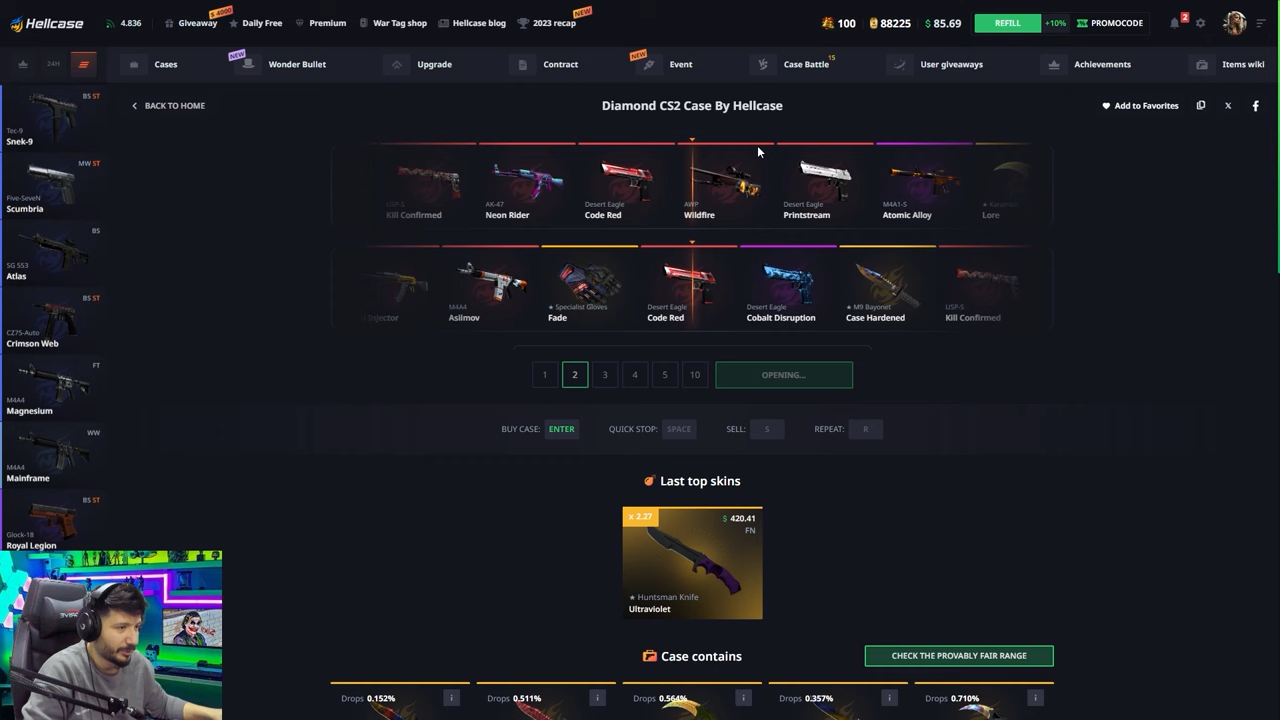 Hellcase
4.836
Giveaway
$ 4000
Daily Free
Premium
War Tag shop
Hellcase blog
2023 recap
NEW
100
88225
$ 85.69
REFILL
+10%
PROMOCODE
2
24H
Cases
NEW
Wonder Bullet
Upgrade
Contract
NEW
Event
Case Battle
15
User giveaways
Achievements
Items wiki
BACK TO HOME
Diamond CS2 Case By Hellcase
Add to Favorites
BS ST
Tec-9
Snek-9
MW ST
Five-SeveN
Scumbria
BS
SG 553
Atlas
BS ST
CZ75-Auto
Crimson Web
FT
M4A4
Magnesium
WW
M4A4
Mainframe
BS ST
Glock-18
Royal Legion
USP-S
Kill Confirmed
AK-47
Neon Rider
Desert Eagle
Code Red
AWP
Wildfire
Desert Eagle
Printstream
M4A1-S
Atomic Alloy
★ Karambit
Lore
Injector
M4A4
Asiimov
★ Specialist Gloves
Fade
Desert Eagle
Code Red
Desert Eagle
Cobalt Disruption
★ M9 Bayonet
Case Hardened
USP-S
Kill Confirmed
1
2
3
4
5
10
OPENING...
BUY CASE: ENTER
QUICK STOP: SPACE
SELL: S
REPEAT: R
Last top skins
x 2.27
$ 420.41
FN
★ Huntsman Knife
Ultraviolet
Case contains
CHECK THE PROVABLY FAIR RANGE
Drops 0.152%
Drops 0.511%
Drops 0.564%
Drops 0.357%
Drops 0.710%